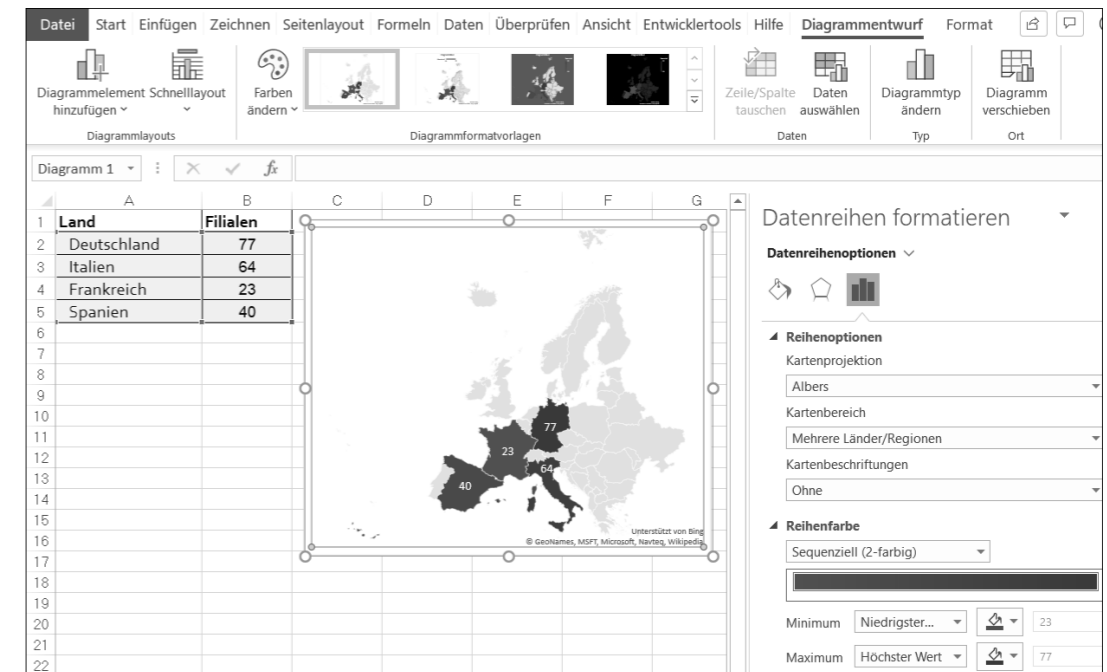 Datei Start Einfügen Zeichnen Seitenlayout Formeln Daten Überprüfen Ansicht Entwicklertools Hilfe Diagrammentwurf Format
Diagrammelement hinzufügen
Schnelllayout
Farben ändern
Zeile/Spalte tauschen
Daten auswählen
Diagrammtyp ändern
Diagramm verschieben
Diagrammlayouts Diagrammformatvorlagen Daten Typ Ort
Diagramm 1 fx
A B C D E F G
1 Land Filialen
2 Deutschland 77
3 Italien 64
4 Frankreich 23
5 Spanien 40
6
7
8
9
10
11
12
13
14
15
16
17
18
19
20
21
22
77
23
64
40
Unterstützt von Bing
© GeoNames, MSFT, Microsoft, Navteq, Wikipedia
Datenreihen formatieren
Datenreihenoptionen
Reihenoptionen
Kartenprojektion
Albers
Kartenbereich
Mehrere Länder/Regionen
Kartenbeschriftungen
Ohne
Reihenfarbe
Sequenziell (2-farbig)
Minimum Niedrigster... 23
Maximum Höchster Wert 77